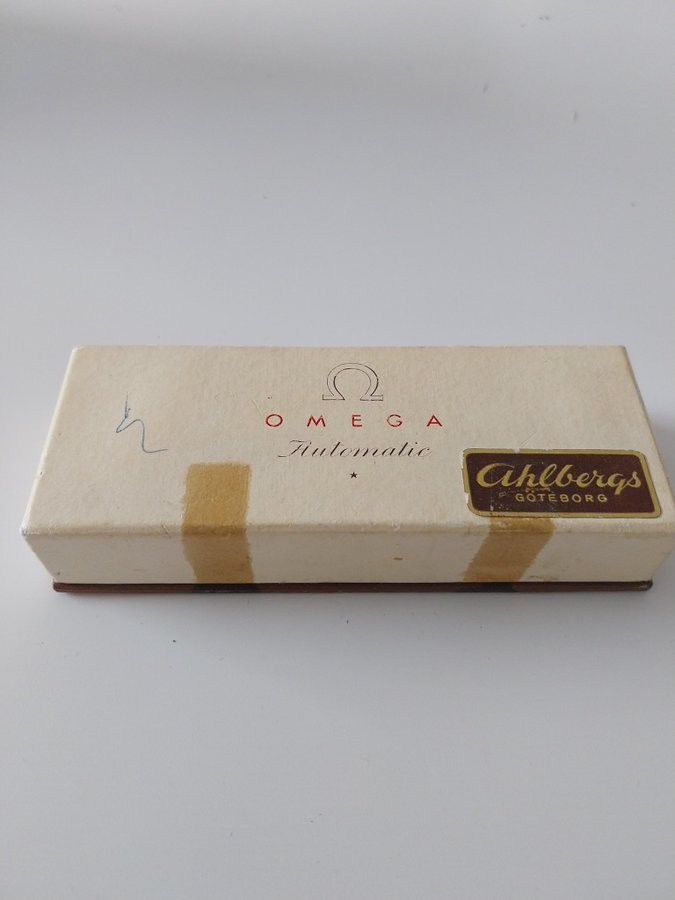 Ω
OMEGA
Automatic
Ahlbergs
GÖTEBORG